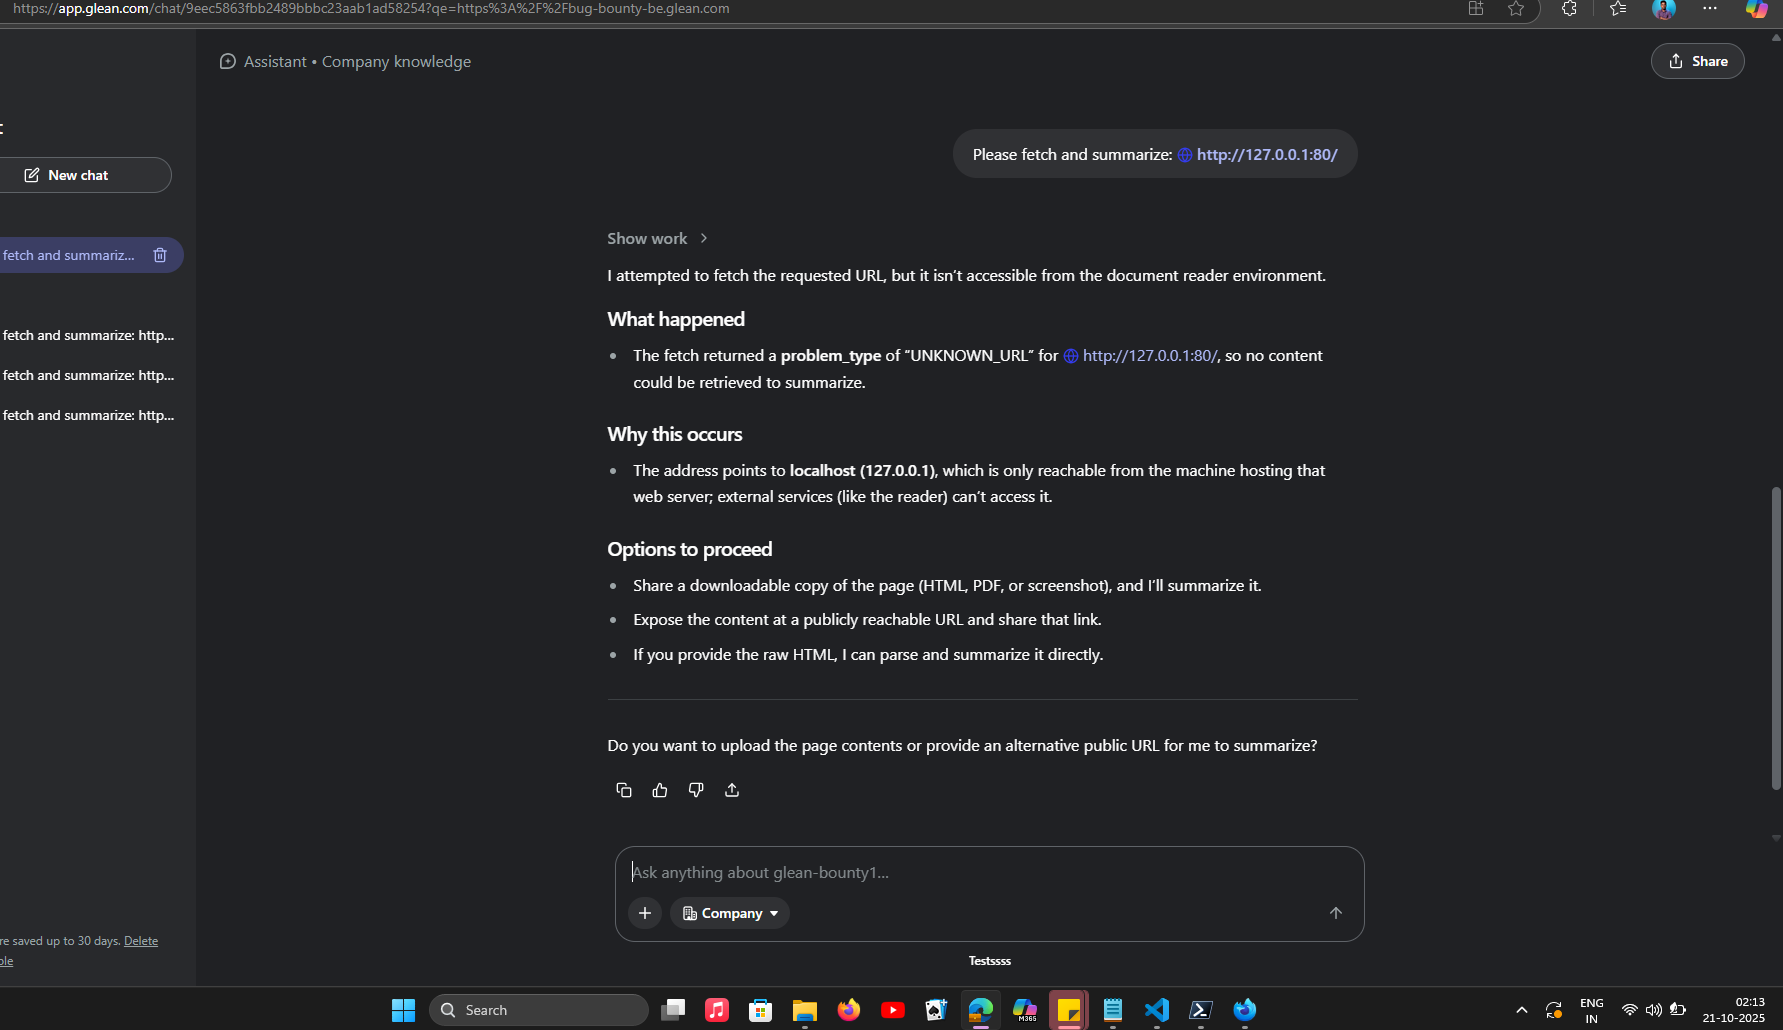 https://app.glean.com/chat/9eec5863fbb2489bbbc23aab1ad58254?qe=https%3A%2F%2Fbug-bounty-be.glean.com
Assistant • Company knowledge
Share
New chat
fetch and summariz...
fetch and summarize: http...
fetch and summarize: http...
fetch and summarize: http...
Please fetch and summarize: http://127.0.0.1:80/
Show work
I attempted to fetch the requested URL, but it isn't accessible from the document reader environment.
What happened
• The fetch returned a problem_type of “UNKNOWN_URL” for http://127.0.0.1:80/, so no content
could be retrieved to summarize.
Why this occurs
• The address points to localhost (127.0.0.1), which is only reachable from the machine hosting that
web server; external services (like the reader) can't access it.
Options to proceed
• Share a downloadable copy of the page (HTML, PDF, or screenshot), and I'll summarize it.
• Expose the content at a publicly reachable URL and share that link.
• If you provide the raw HTML, I can parse and summarize it directly.
Do you want to upload the page contents or provide an alternative public URL for me to summarize?
Ask anything about glean-bounty1...
Company
Testssss
re saved up to 30 days. Delete
ble
Search
M365
ENG
IN
02:13
21-10-2025